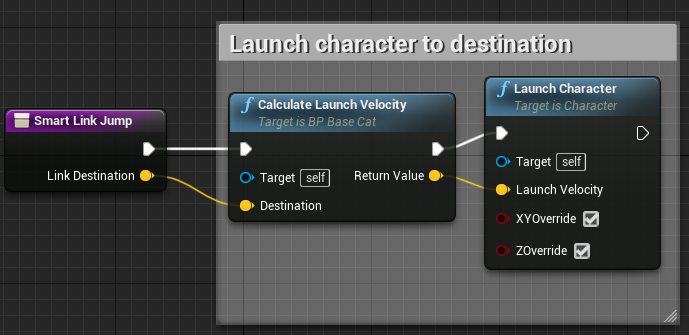 Launch character to destination
Smart Link Jump
Link Destination
f Calculate Launch Velocity
Target is BP Base Cat
Target self
Return Value
Destination
f Launch Character
Target is Character
Target self
Launch Velocity
XYOverride
ZOverride